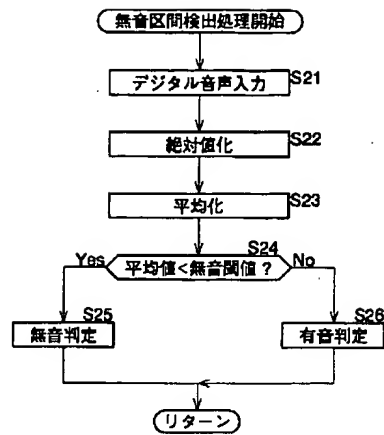 無音区間検出処理開始
デジタル音声入力
S21
絶対値化
S22
平均化
S23
S24
Yes
平均値<無音閾値?
No
S25
無音判定
S26
有音判定
リターン